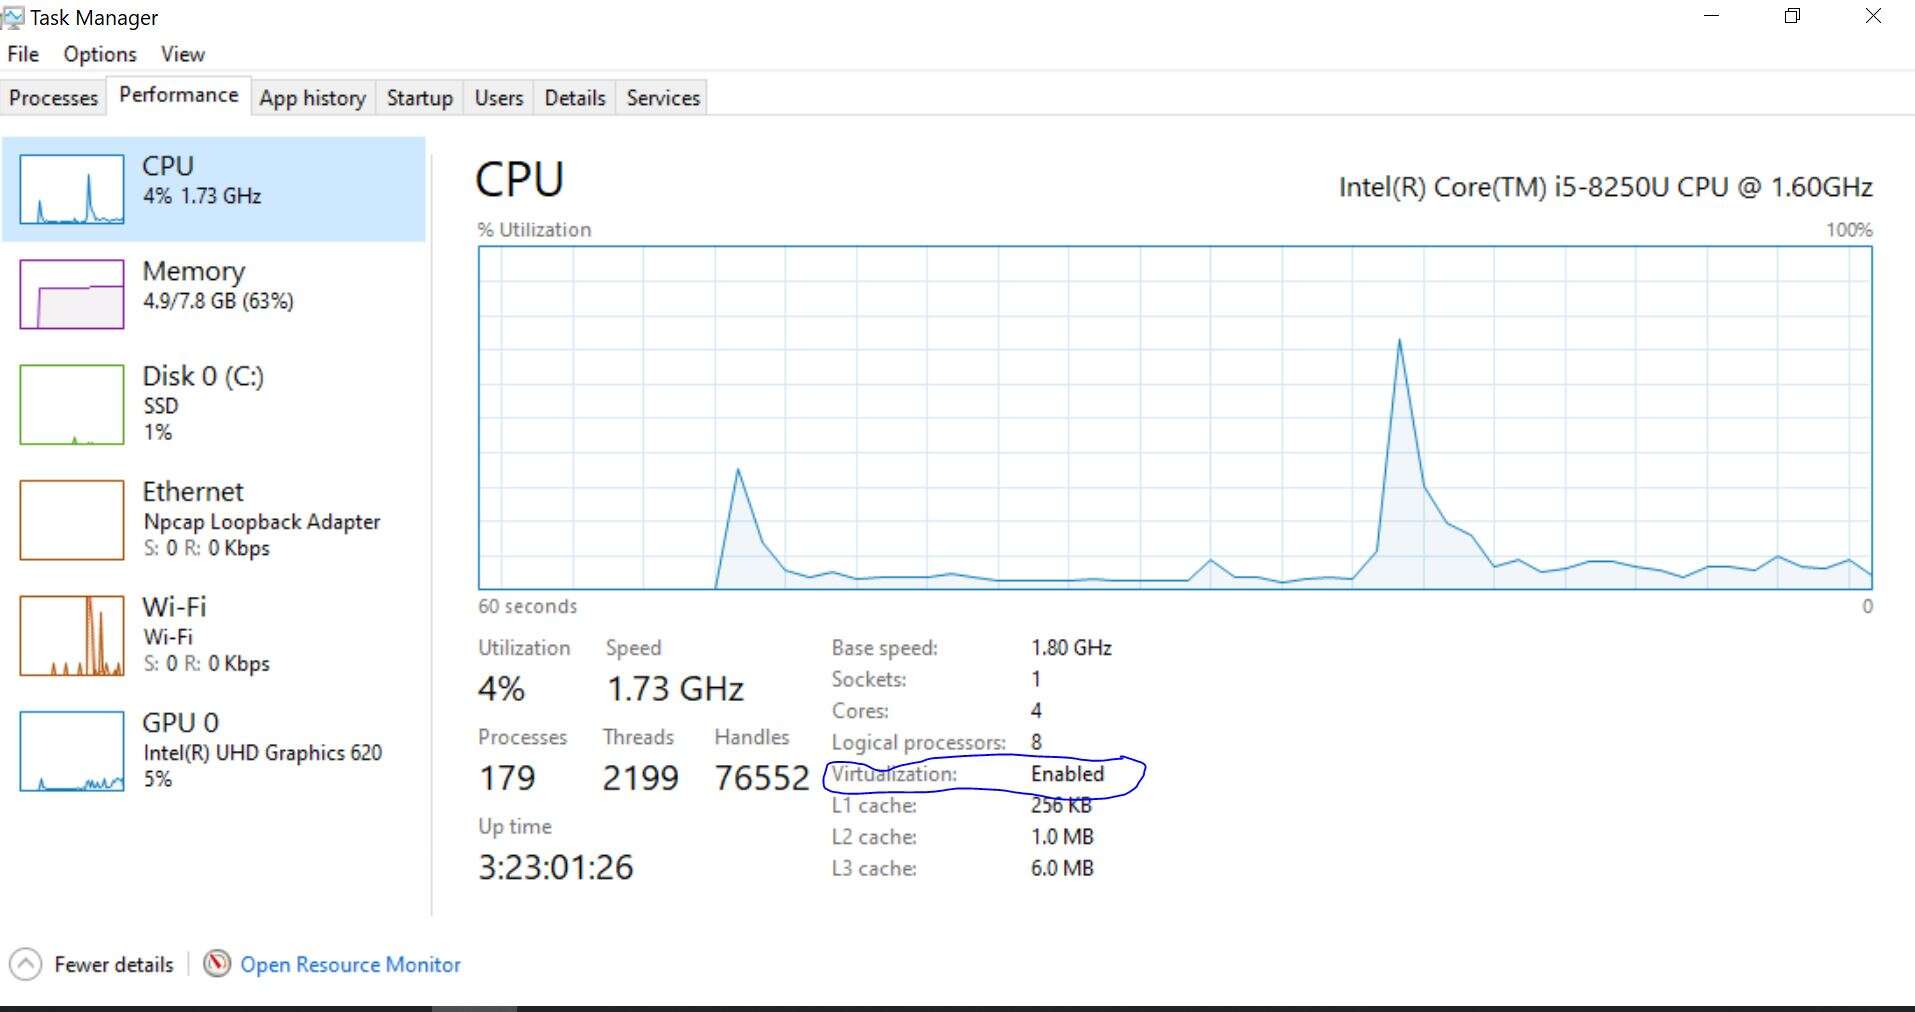 Task Manager
File Options View
Processes Performance App history Startup Users Details Services
CPU
4% 1.73 GHz
Memory
4.9/7.8 GB (63%)
Disk 0 (C:)
SSD
1%
Ethernet
Npcap Loopback Adapter
S: 0 R: 0 Kbps
Wi-Fi
Wi-Fi
S: 0 R: 0 Kbps
GPU 0
Intel(R) UHD Graphics 620
5%
CPU Intel(R) Core(TM) i5-8250U CPU @ 1.60GHz
% Utilization 100%
60 seconds 0
Utilization Speed
4% 1.73 GHz
Processes Threads Handles
179 2199 76552
Up time
3:23:01:26
Base speed: 1.80 GHz
Sockets: 1
Cores: 4
Logical processors: 8
Virtualization: Enabled
L1 cache: 256 KB
L2 cache: 1.0 MB
L3 cache: 6.0 MB
Fewer details Open Resource Monitor